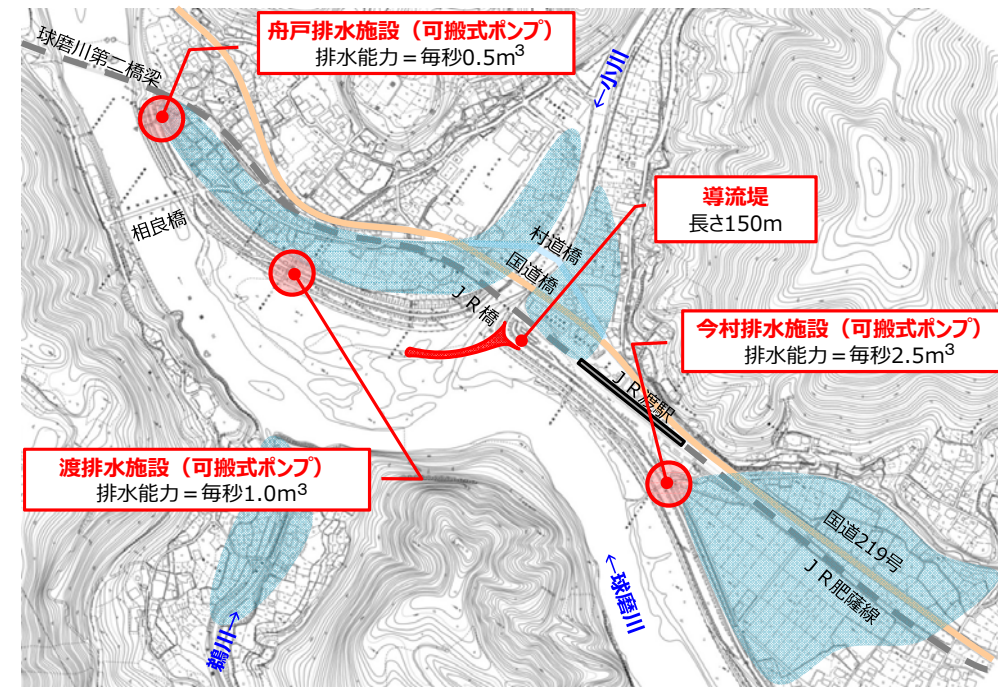 舟戸排水施設（可搬式ポンプ）
排水能力＝毎秒0.5m³
球磨川第二橋梁
←小川
導流堤
長さ150m
相良橋
村道橋
国道橋
ＪＲ橋
今村排水施設（可搬式ポンプ）
排水能力＝毎秒2.5m³
ＪＲ渡駅
渡排水施設（可搬式ポンプ）
排水能力＝毎秒1.0m³
国道219号
ＪＲ肥薩線
←球磨川
鵜川→